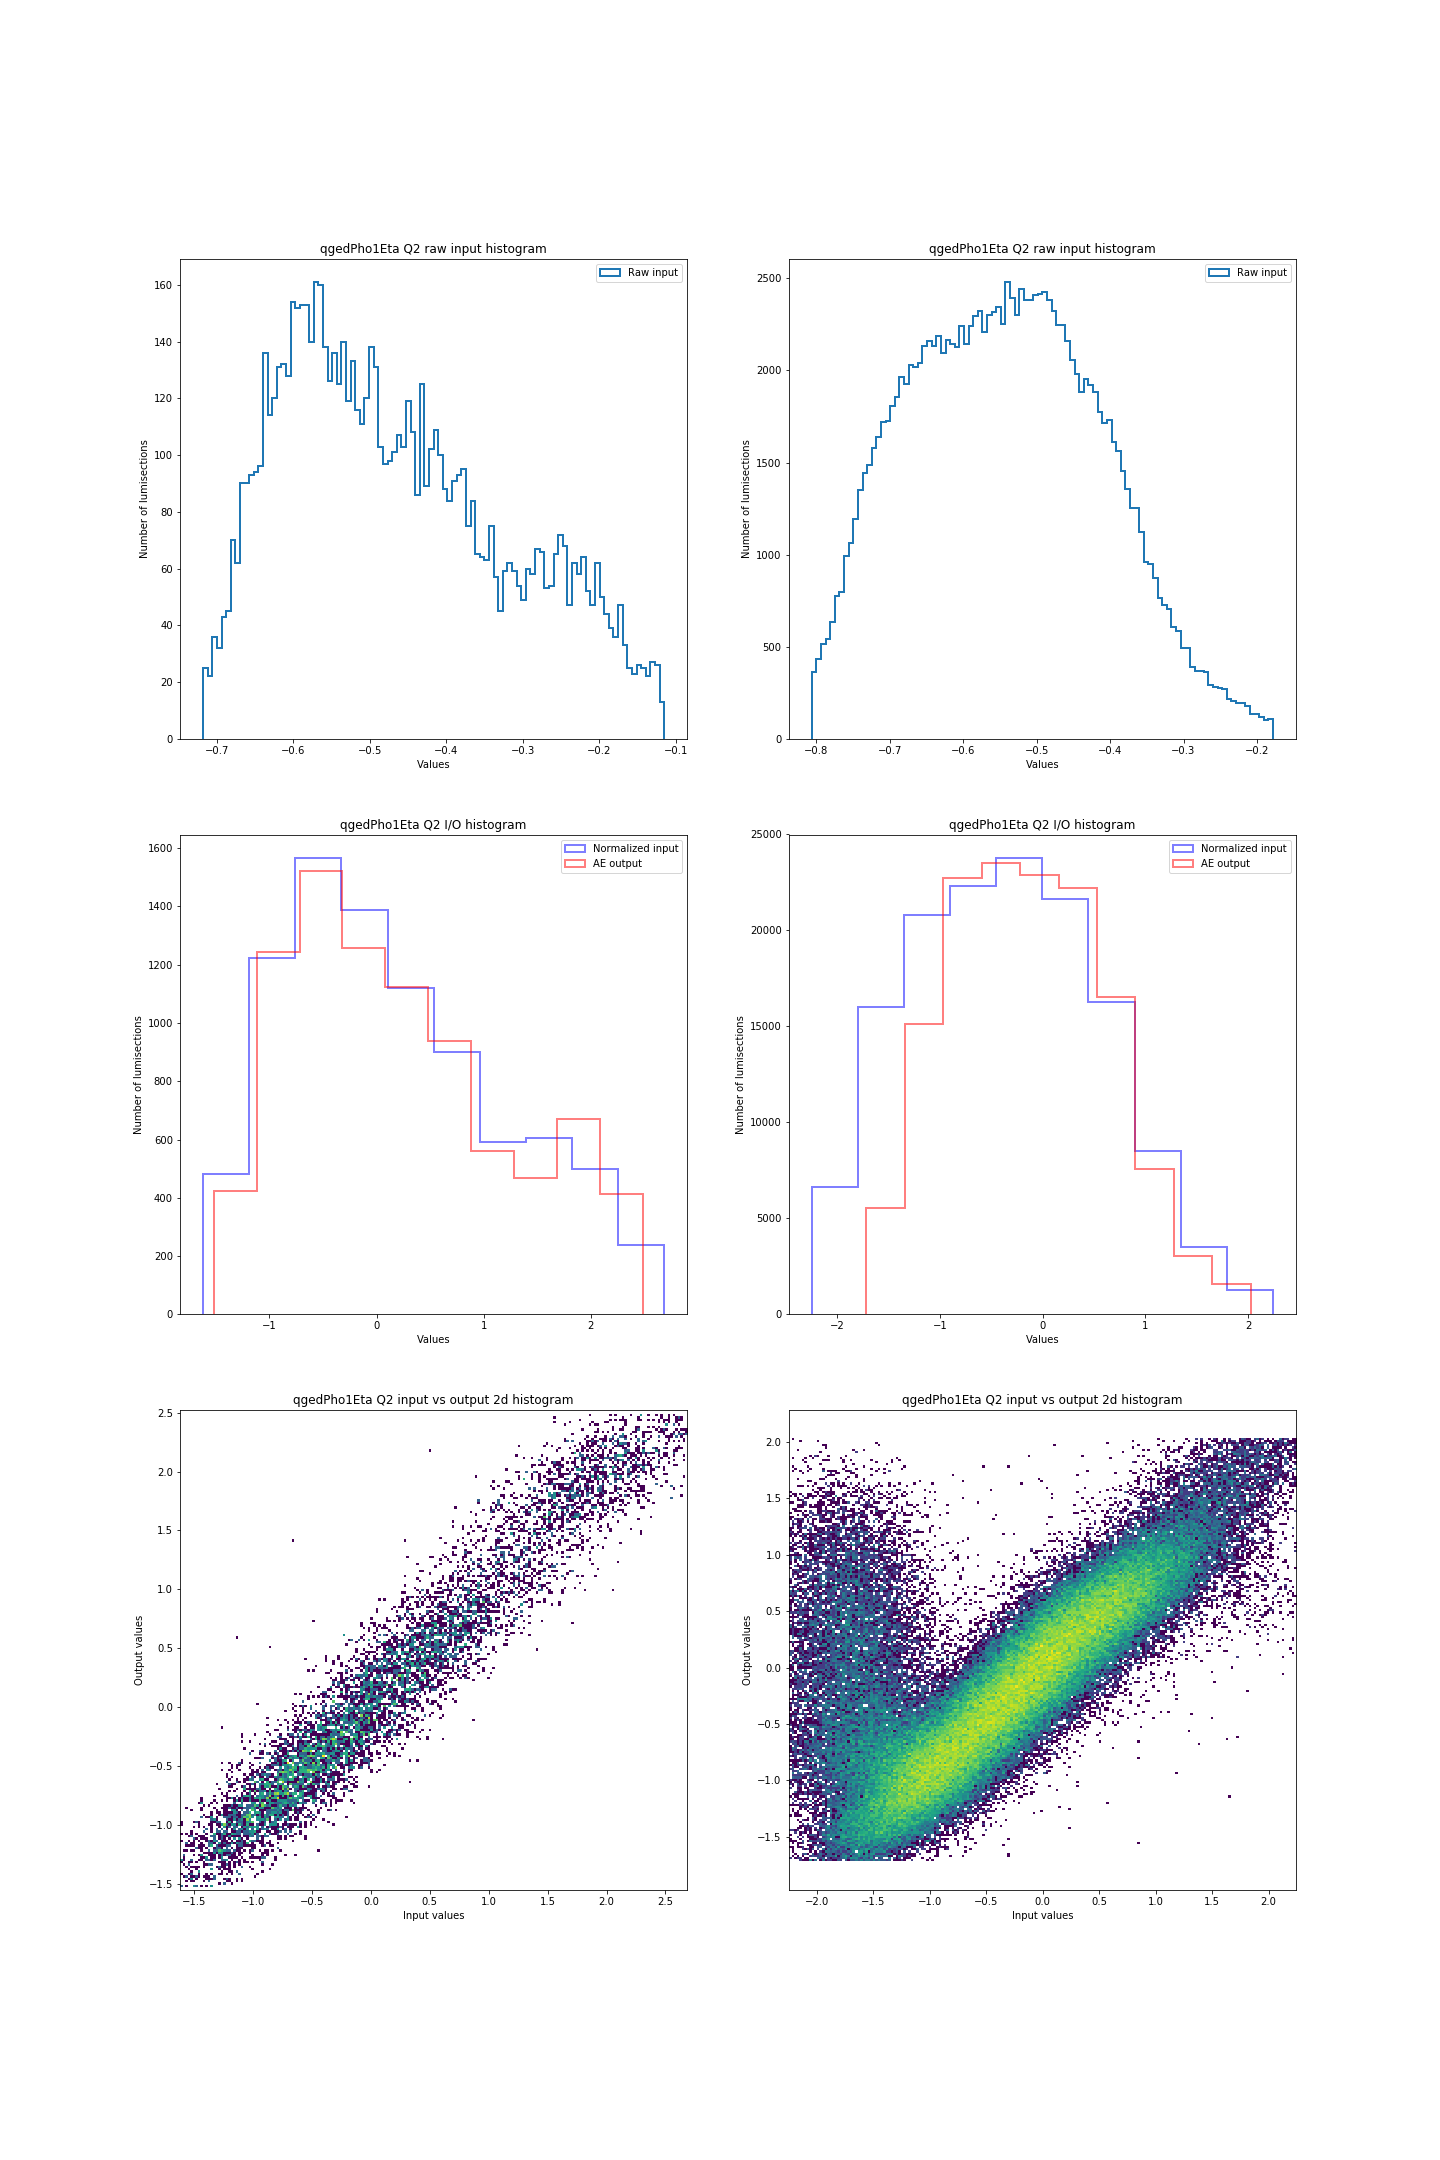 qgedPho1Eta Q2 raw input histogram
Raw input
160
140
120
100
80
60
40
20
0
Number of lumisections
−0.7 −0.6 −0.5 −0.4 −0.3 −0.2 −0.1
Values
qgedPho1Eta Q2 raw input histogram
Raw input
2500
2000
1500
1000
500
0
Number of lumisections
−0.8 −0.7 −0.6 −0.5 −0.4 −0.3 −0.2
Values
qgedPho1Eta Q2 I/O histogram
Normalized input
AE output
1600
1400
1200
1000
800
600
400
200
0
Number of lumisections
−1 0 1 2
Values
qgedPho1Eta Q2 I/O histogram
Normalized input
AE output
25000
20000
15000
10000
5000
0
Number of lumisections
−2 −1 0 1 2
Values
qgedPho1Eta Q2 input vs output 2d histogram
2.5
2.0
1.5
1.0
0.5
0.0
−0.5
−1.0
−1.5
Output values
−1.5 −1.0 −0.5 0.0 0.5 1.0 1.5 2.0 2.5
Input values
qgedPho1Eta Q2 input vs output 2d histogram
2.0
1.5
1.0
0.5
0.0
−0.5
−1.0
−1.5
Output values
−2.0 −1.5 −1.0 −0.5 0.0 0.5 1.0 1.5 2.0
Input values